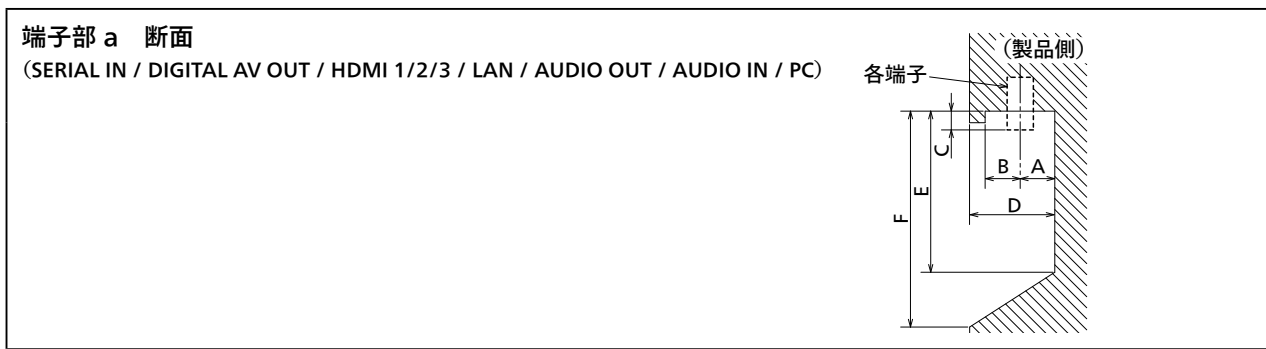 端子部 a　断面
（SERIAL IN / DIGITAL AV OUT / HDMI 1/2/3 / LAN / AUDIO OUT / AUDIO IN / PC）
（製品側）
各端子
C
B
A
E
D
F